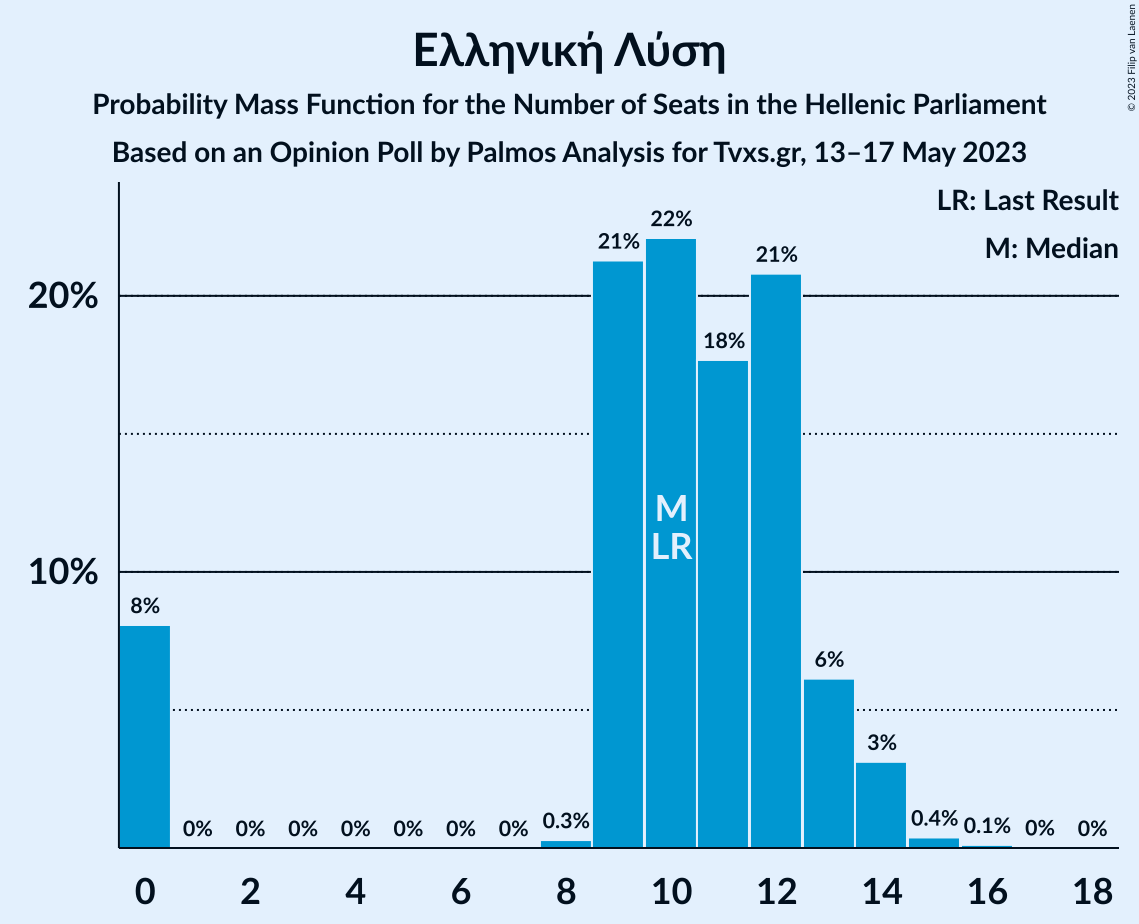 Ελληνική Λύση
Probability Mass Function for the Number of Seats in the Hellenic Parliament
Based on an Opinion Poll by Palmos Analysis for Tvxs.gr, 13–17 May 2023
© 2023 Filip van Laenen
LR: Last Result
M: Median
20%
10%
8%
0%
0%
0%
0%
0%
0%
0%
0.3%
21%
22%
18%
21%
6%
3%
0.4%
0.1%
0%
0%
M
LR
0 2 4 6 8 10 12 14 16 18